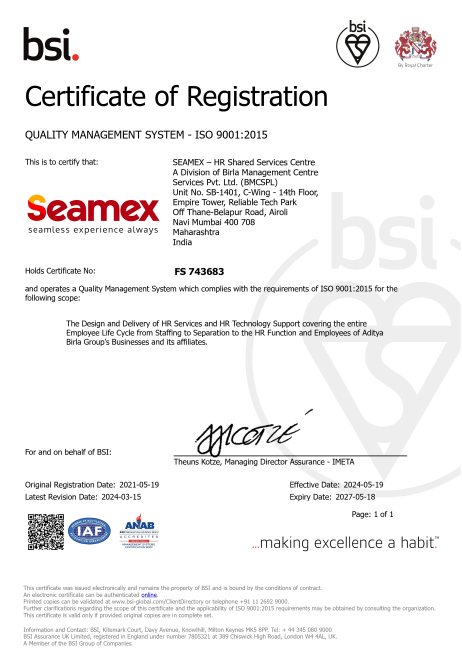 bsi.
bsi
By Royal Charter
Certificate of Registration
QUALITY MANAGEMENT SYSTEM - ISO 9001:2015
This is to certify that:
SEAMEX – HR Shared Services Centre
A Division of Birla Management Centre
Services Pvt. Ltd. (BMCSPL)
Unit No. SB-1401, C-Wing - 14th Floor,
Empire Tower, Reliable Tech Park
Off Thane-Belapur Road, Airoli
Navi Mumbai 400 708
Maharashtra
India
Seamex
seamless experience always
bsi
Holds Certificate No:
FS 743683
and operates a Quality Management System which complies with the requirements of ISO 9001:2015 for the
following scope:
The Design and Delivery of HR Services and HR Technology Support covering the entire
Employee Life Cycle from Staffing to Separation to the HR Function and Employees of Aditya
Birla Group's Businesses and its affiliates.
For and on behalf of BSI:
Theuns Kotze, Managing Director Assurance - IMETA
Original Registration Date: 2021-05-19
Effective Date: 2024-05-19
Latest Revision Date: 2024-03-15
Expiry Date: 2027-05-18
Page: 1 of 1
IAF
ANAB
ACCREDITED
...making excellence a habit.™
This certificate was issued electronically and remains the property of BSI and is bound by the conditions of contract.
An electronic certificate can be authenticated online.
Printed copies can be validated at www.bsi-global.com/ClientDirectory or telephone +91 11 2692 9000.
Further clarifications regarding the scope of this certificate and the applicability of ISO 9001:2015 requirements may be obtained by consulting the organization.
This certificate is valid only if provided original copies are in complete set.
Information and Contact: BSI, Kitemark Court, Davy Avenue, Knowlhill, Milton Keynes MK5 8PP. Tel: + 44 345 080 9000
BSI Assurance UK Limited, registered in England under number 7805321 at 389 Chiswick High Road, London W4 4AL, UK.
A Member of the BSI Group of Companies.